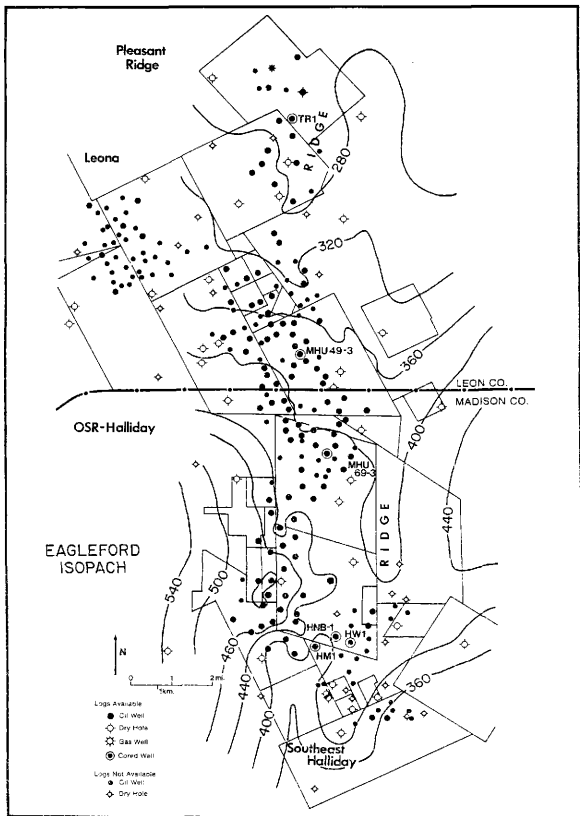 Pleasant
Ridge
TR1
RIDGE
280
Leona
320
MHU 49-3
360
LEON CO.
MADISON CO.
400
OSR-Halliday
MHU
69-3
RIDGE
440
EAGLEFORD
ISOPACH
540
500
HNB-1
HW1
HM1
460
440
400
360
N
0 1 2 mi.
1km.
Southeast
Halliday
Logs Available
Oil Well
Dry Hole
Gas Well
Cored Well
Logs Not Available
Oil Well
Dry Hole